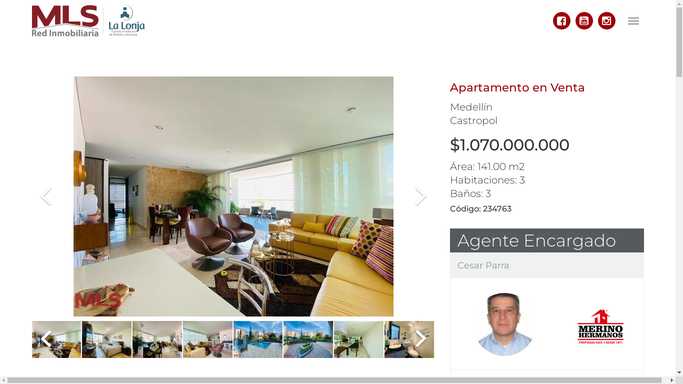 MLS
Red Inmobiliaria
La Lonja
Apartamento en Venta
Medellín
Castropol
$1.070.000.000
Área: 141.00 m2
Habitaciones: 3
Baños: 3
Código: 234763
Agente Encargado
Cesar Parra
MLS
MERINO
HERMANOS